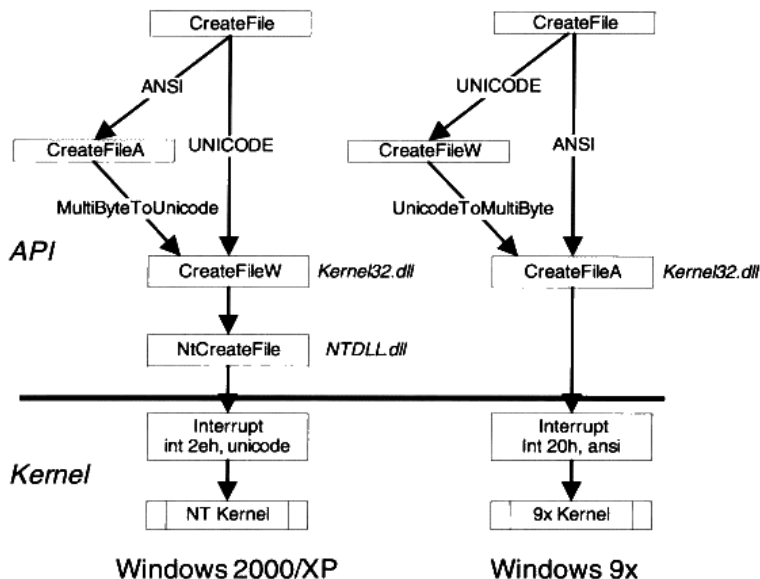 CreateFile
CreateFile
ANSI
UNICODE
CreateFileA
UNICODE
CreateFileW
ANSI
MultiByteToUnicode
UnicodeToMultiByte
API
CreateFileW
Kernel32.dll
CreateFileA
Kernel32.dll
NtCreateFile
NTDLL.dll
Interrupt
int 2eh, unicode
Interrupt
Int 20h, ansi
Kernel
NT Kernel
9x Kernel
Windows 2000/XP
Windows 9x